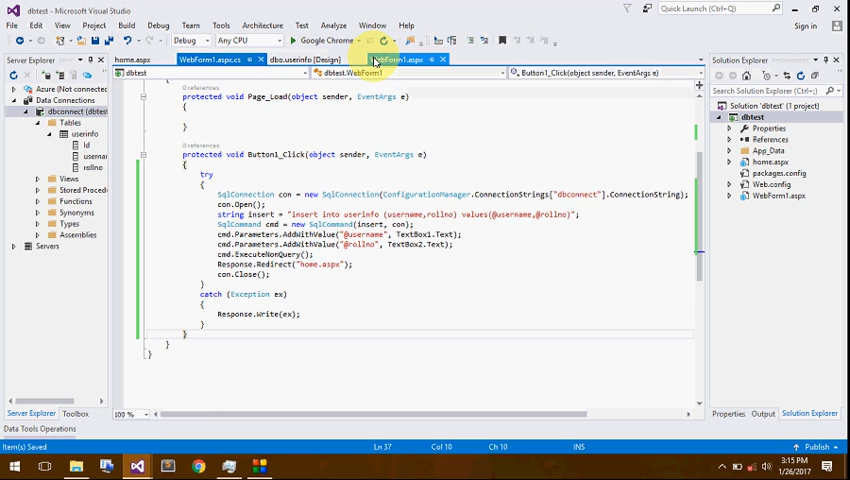 dbtest - Microsoft Visual Studio
Quick Launch (Ctrl+Q)
File Edit View Project Build Debug Team Tools Architecture Test Analyze Window Help
Sign in
Debug Any CPU Google Chrome
Server Explorer
home.aspx WebForm1.aspx.cs dbo.userinfo [Design] WebForm1.aspx
Solution Explorer
dbtest dbtest.WebForm1 Button1_Click(object sender, EventArgs e)
Azure (Not connected
Data Connections
dbconnect (dbtest
Tables
userinfo
Id
usernam
rollno
Views
Stored Procedure
Functions
Synonyms
Types
Assemblies
Servers
{
protected void Page_Load(object sender, EventArgs e)
{
}
0 references
protected void Button1_Click(object sender, EventArgs e)
{
try
{
SqlConnection con = new SqlConnection(ConfigurationManager.ConnectionStrings["dbconnect"].ConnectionString);
con.Open();
string insert = "insert into userinfo (username,rollno) values(@username,@rollno)";
SqlCommand cmd = new SqlCommand(insert, con);
cmd.Parameters.AddWithValue("@username", TextBox1.Text);
cmd.Parameters.AddWithValue("@rollno", TextBox2.Text);
cmd.ExecuteNonQuery();
Response.Redirect("home.aspx");
con.Close();
}
catch (Exception ex)
{
Response.Write(ex);
}
}
}
}
Search Solution Explorer (Ctrl+;)
Solution 'dbtest' (1 project)
dbtest
Properties
References
App_Data
home.aspx
packages.config
Web.config
WebForm1.aspx
100 %
Server Explorer Toolbox
Properties Output Solution Explorer
Data Tools Operations
Item(s) Saved Ln 37 Col 10 Ch 10 INS Publish
3:15 PM
1/26/2017